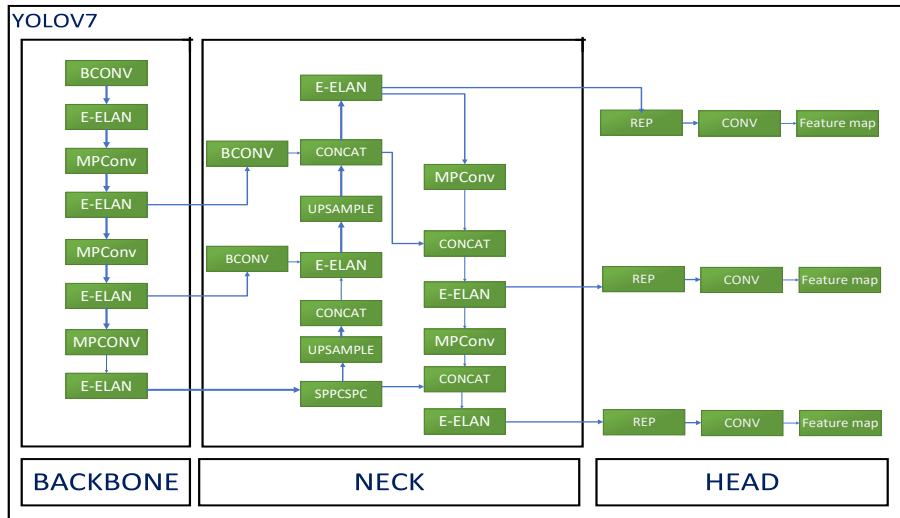 YOLOV7
BCONV
E-ELAN
MPConv
E-ELAN
MPConv
E-ELAN
MPCONV
E-ELAN
BACKBONE
E-ELAN
BCONV
CONCAT
UPSAMPLE
BCONV
E-ELAN
CONCAT
UPSAMPLE
SPPCSPC
MPConv
CONCAT
E-ELAN
MPConv
CONCAT
E-ELAN
NECK
REP
CONV
Feature map
REP
CONV
Feature map
REP
CONV
Feature map
HEAD